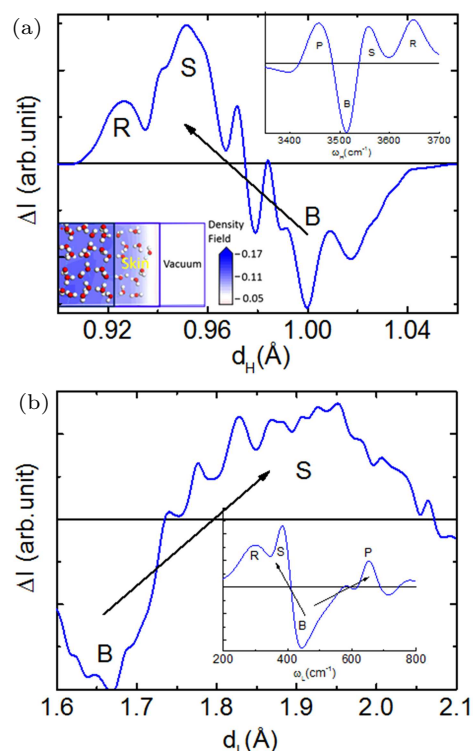 (a)
ΔI (arb.unit)
R
S
B
P
S
R
B
3400 3500 3600 3700
ω_H(cm⁻¹)
Skin
Vacuum
Density
Field
0.17
0.11
0.05
0.92 0.96 1.00 1.04
d_H(Å)
(b)
ΔI (arb.unit)
S
B
R
S
P
B
200 400 600 800
ω_L(cm⁻¹)
1.6 1.7 1.8 1.9 2.0 2.1
d_L(Å)